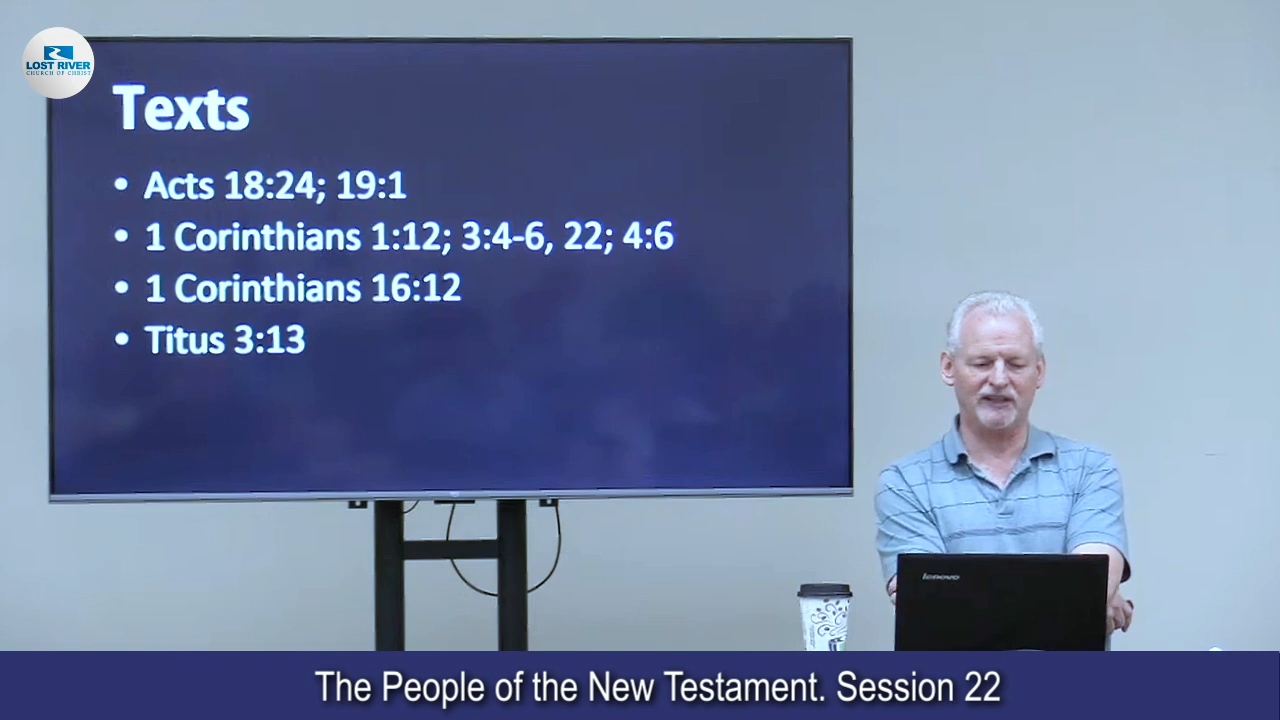 LOST RIVER
CHURCH OF CHRIST
Texts
• Acts 18:24; 19:1
• 1 Corinthians 1:12; 3:4-6, 22; 4:6
• 1 Corinthians 16:12
• Titus 3:13
lenovo
The People of the New Testament. Session 22